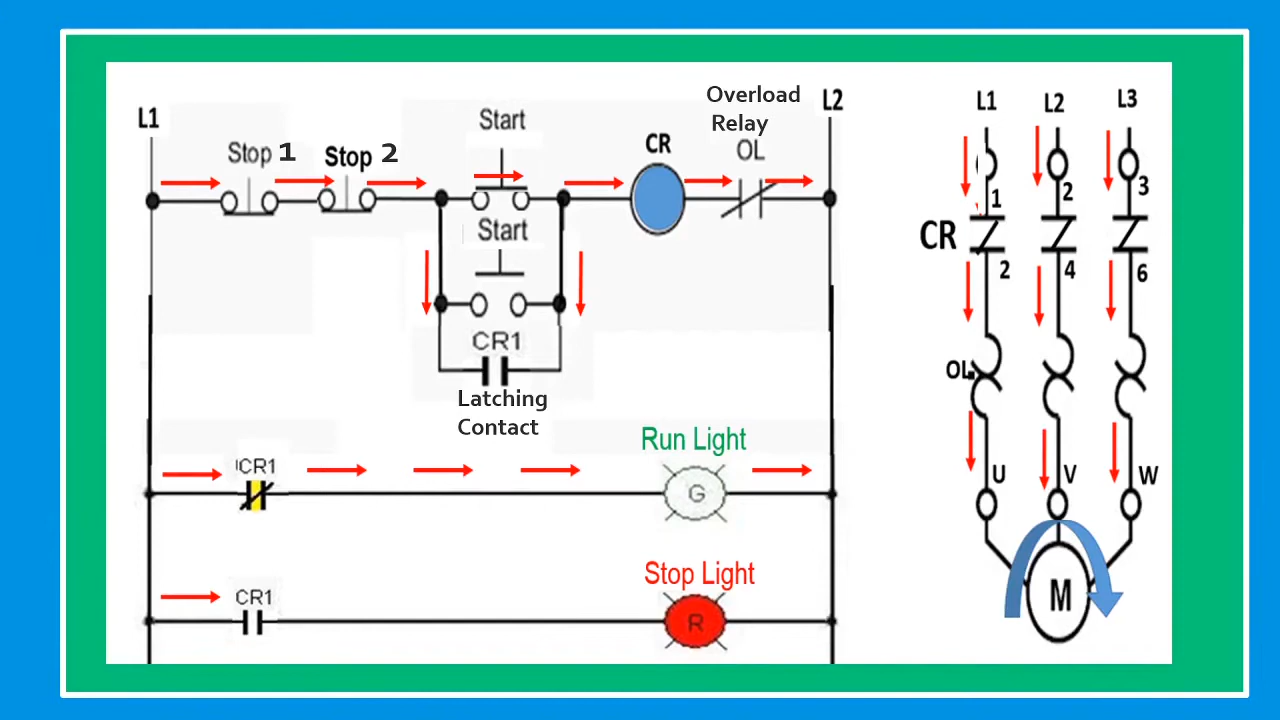 L1
Stop 1
Stop 2
Start
CR
Overload
Relay
OL
L2
Start
CR1
Latching
Contact
CR1
Run Light
G
CR1
Stop Light
R
L1
L2
L3
1
2
3
CR
2
4
6
OL
U
V
W
M